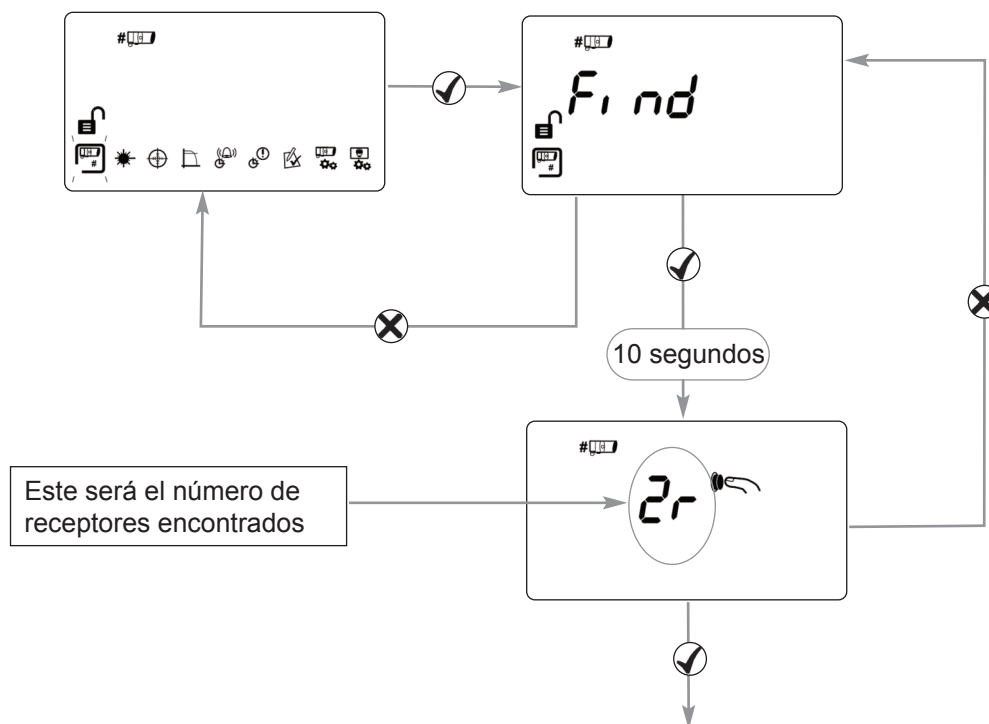 #
#
#
Find
#
10 segundos
#
2r
Este será el número de
receptores encontrados